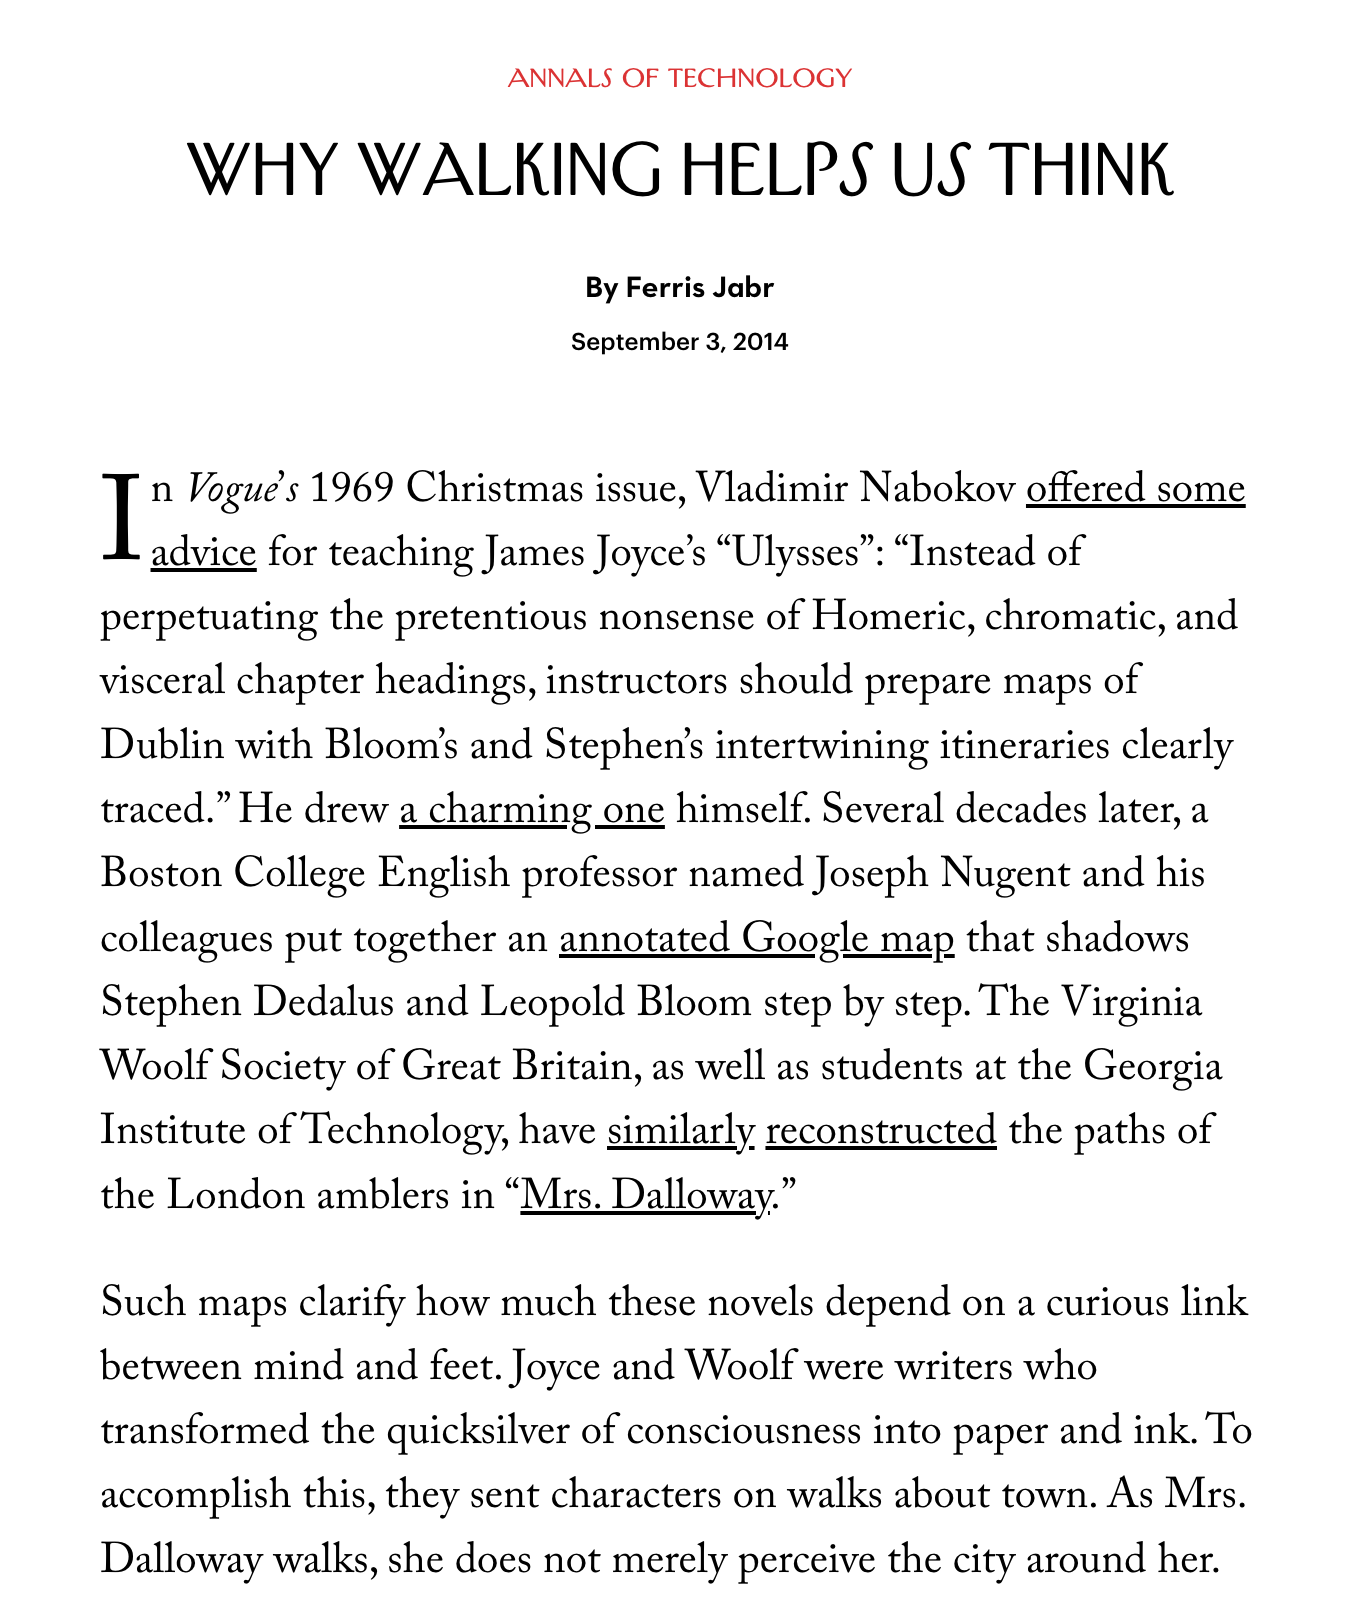 ANNALS OF TECHNOLOGY
WHY WALKING HELPS US THINK
By Ferris Jabr
September 3, 2014
In Vogue’s 1969 Christmas issue, Vladimir Nabokov offered some
advice for teaching James Joyce’s “Ulysses”: “Instead of
perpetuating the pretentious nonsense of Homeric, chromatic, and
visceral chapter headings, instructors should prepare maps of
Dublin with Bloom’s and Stephen’s intertwining itineraries clearly
traced.” He drew a charming one himself. Several decades later, a
Boston College English professor named Joseph Nugent and his
colleagues put together an annotated Google map that shadows
Stephen Dedalus and Leopold Bloom step by step. The Virginia
Woolf Society of Great Britain, as well as students at the Georgia
Institute of Technology, have similarly reconstructed the paths of
the London amblers in “Mrs. Dalloway.”
Such maps clarify how much these novels depend on a curious link
between mind and feet. Joyce and Woolf were writers who
transformed the quicksilver of consciousness into paper and ink. To
accomplish this, they sent characters on walks about town. As Mrs.
Dalloway walks, she does not merely perceive the city around her.